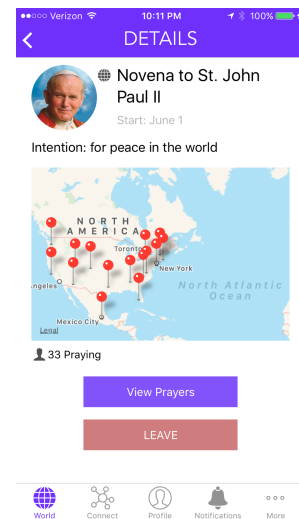 Verizon 10:11 PM 100%
DETAILS
Novena to St. John
Paul II
Start: June 1
Intention: for peace in the world
NORTH
AMERICA
Toronto
New York
ngeles
North Atlantic
Ocean
Mexico City
Legal
33 Praying
View Prayers
LEAVE
World Connect Profile Notifications More